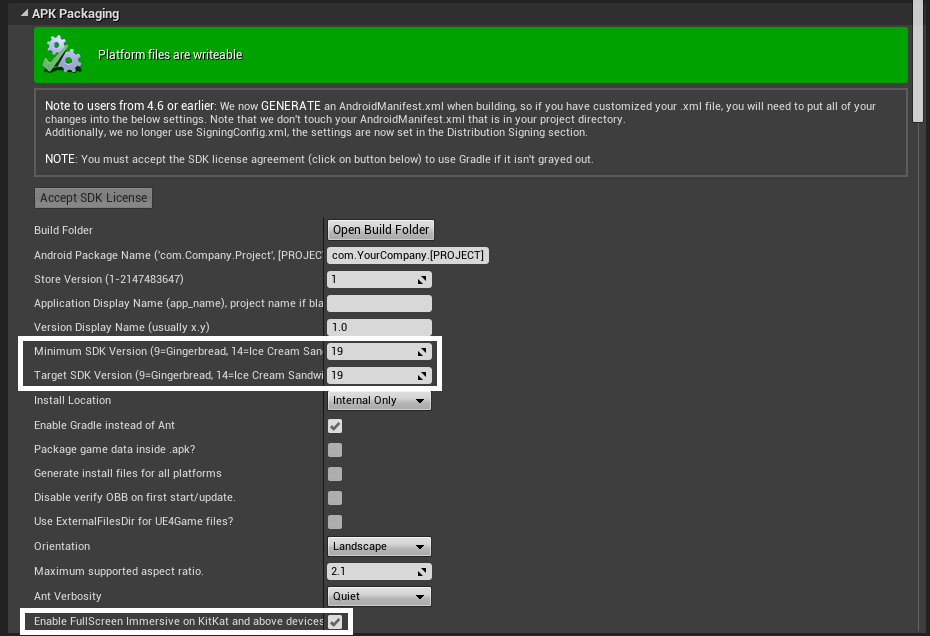 APK Packaging
Platform files are writeable
Note to users from 4.6 or earlier: We now GENERATE an AndroidManifest.xml when building, so if you have customized your .xml file, you will need to put all of your
changes into the below settings. Note that we don't touch your AndroidManifest.xml that is in your project directory.
Additionally, we no longer use SigningConfig.xml, the settings are now set in the Distribution Signing section.
NOTE: You must accept the SDK license agreement (click on button below) to use Gradle if it isn't grayed out.
Accept SDK License
Build Folder Open Build Folder
Android Package Name ('com.Company.Project', [PROJEC com.YourCompany.[PROJECT]
Store Version (1-2147483647) 1
Application Display Name (app_name), project name if bla
Version Display Name (usually x.y) 1.0
Minimum SDK Version (9=Gingerbread, 14=Ice Cream San 19
Target SDK Version (9=Gingerbread, 14=Ice Cream Sandwi 19
Install Location Internal Only
Enable Gradle instead of Ant
Package game data inside .apk?
Generate install files for all platforms
Disable verify OBB on first start/update.
Use ExternalFilesDir for UE4Game files?
Orientation Landscape
Maximum supported aspect ratio. 2.1
Ant Verbosity Quiet
Enable FullScreen Immersive on KitKat and above devices